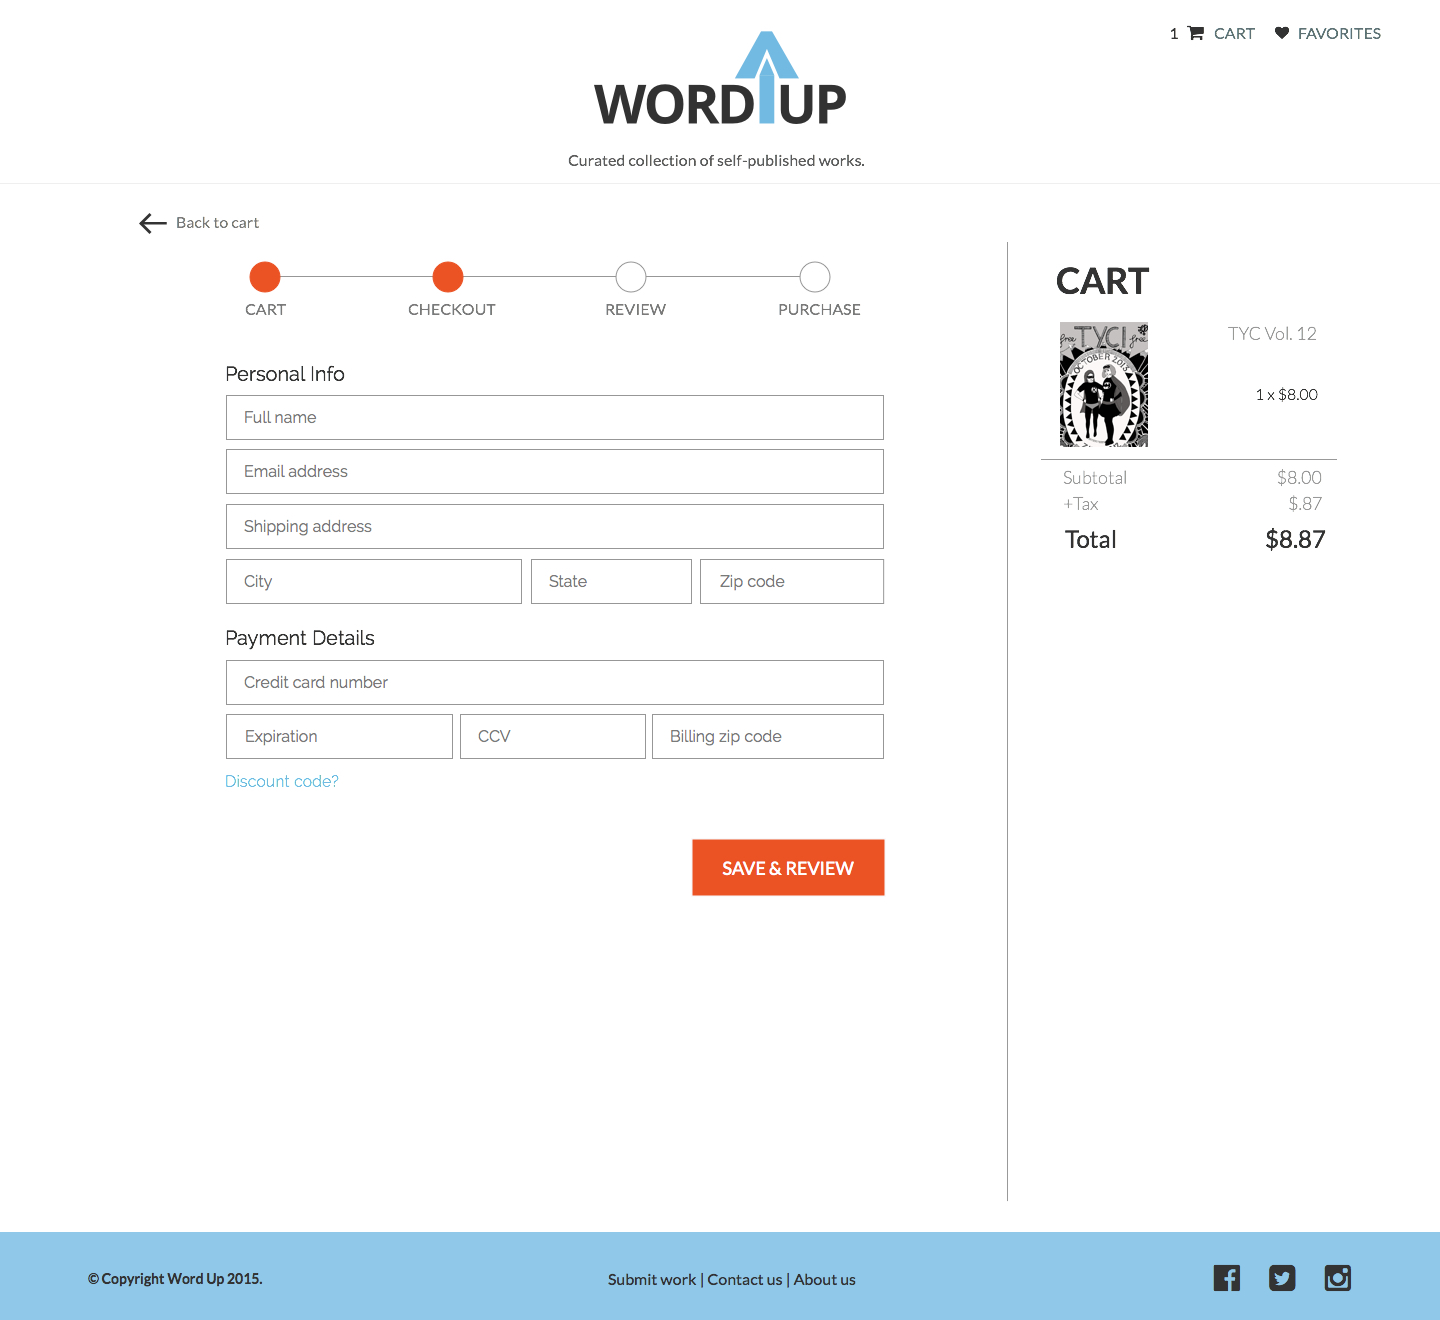 1 CART FAVORITES
WORD UP
Curated collection of self-published works.
Back to cart
CART CHECKOUT REVIEW PURCHASE
Personal Info
Full name
Email address
Shipping address
City State Zip code
Payment Details
Credit card number
Expiration CCV Billing zip code
Discount code?
SAVE & REVIEW
CART
free TYCI free
OCTOBER 2013
TYC Vol. 12
1 x $8.00
Subtotal $8.00
+Tax $.87
Total $8.87
© Copyright Word Up 2015.
Submit work | Contact us | About us